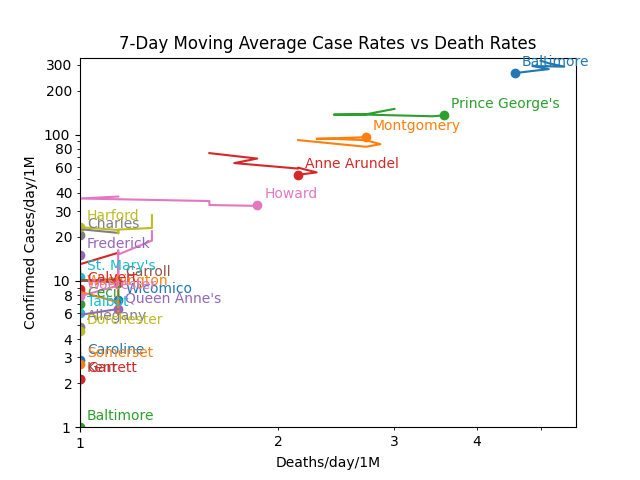 7-Day Moving Average Case Rates vs Death Rates
Confirmed Cases/day/1M
300
200
100
80
60
40
30
20
10
8
6
4
3
2
1
Baltimore
Prince George's
Montgomery
Anne Arundel
Howard
Harford
Charles
Frederick
St. Mary's
Carroll
Calvert
Wicomico
Cecil
Queen Anne's
Talbot
Allegany
Dorchester
Caroline
Somerset
Kent
Garrett
Baltimore
1
2
3
4
Deaths/day/1M